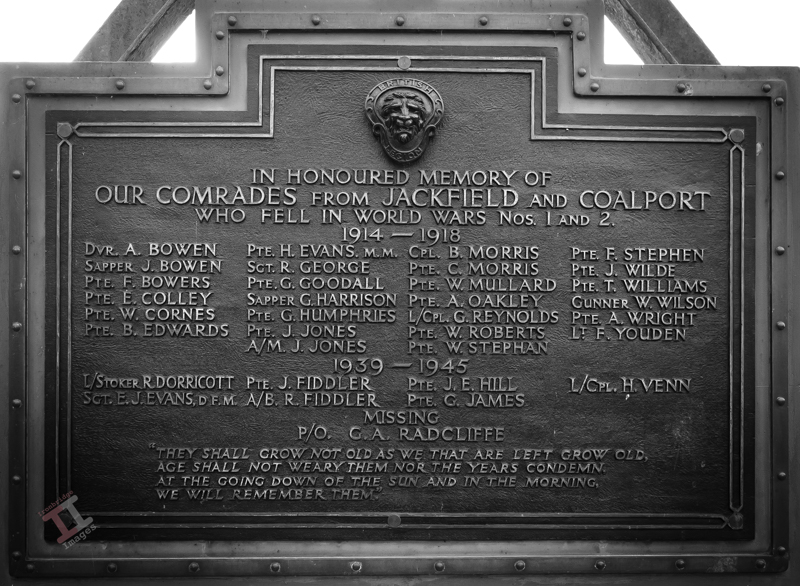 BRITISH
LEGION
IN HONOURED MEMORY OF
OUR COMRADES FROM JACKFIELD AND COALPORT
WHO FELL IN WORLD WARS NOS. 1 AND 2.
1914 — 1918
DVR. A. BOWEN PTE. H. EVANS, M.M. CPL. B. MORRIS PTE. F. STEPHEN
SAPPER J. BOWEN SGT. R. GEORGE PTE. C. MORRIS PTE. J. WILDE
PTE. F. BOWERS PTE. G. GOODALL PTE. W. MULLARD PTE. T. WILLIAMS
PTE. E. COLLEY SAPPER G. HARRISON PTE. A. OAKLEY GUNNER W. WILSON
PTE. W. CORNES PTE. G. HUMPHRIES L/CPL. G. REYNOLDS PTE. A. WRIGHT
PTE. B. EDWARDS PTE. J. JONES PTE. W. ROBERTS LT. F. YOUDEN
A/M. J. JONES PTE. W. STEPHAN
1939 — 1945
L/STOKER R. DORRICOTT PTE. J. FIDDLER PTE. J. E. HILL L/CPL. H. VENN
SGT. E. J. EVANS, D.F.M. A/B. R. FIDDLER PTE. G. JAMES
MISSING
P/O. G. A. RADCLIFFE
"THEY SHALL GROW NOT OLD AS WE THAT ARE LEFT GROW OLD,
AGE SHALL NOT WEARY THEM NOR THE YEARS CONDEMN.
AT THE GOING DOWN OF THE SUN AND IN THE MORNING,
WE WILL REMEMBER THEM."
Ironbridge
II
Images